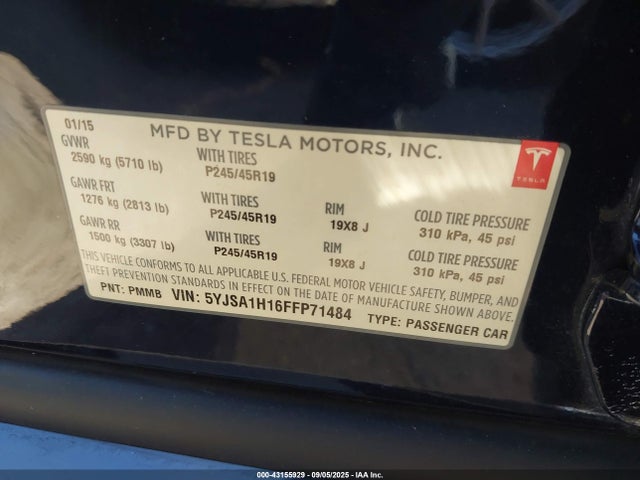 01/15
MFD BY TESLA MOTORS, INC.
GVWR
2590 kg (5710 lb)
WITH TIRES
P245/45R19
TESLA
GAWR FRT
1276 kg (2813 lb)
WITH TIRES
P245/45R19
RIM
19X8 J
COLD TIRE PRESSURE
310 kPa, 45 psi
GAWR RR
1500 kg (3307 lb)
WITH TIRES
P245/45R19
RIM
19X8 J
COLD TIRE PRESSURE
310 kPa, 45 psi
THIS VEHICLE CONFORMS TO ALL APPLICABLE U.S. FEDERAL MOTOR VEHICLE SAFETY, BUMPER, AND
THEFT PREVENTION STANDARDS IN EFFECT ON THE DATE OF MANUFACTURE SHOWN ABOVE.
PNT: PMMB VIN: 5YJSA1H16FFP71484 TYPE: PASSENGER CAR
000-43155929 - 09/05/2025 - IAA Inc.